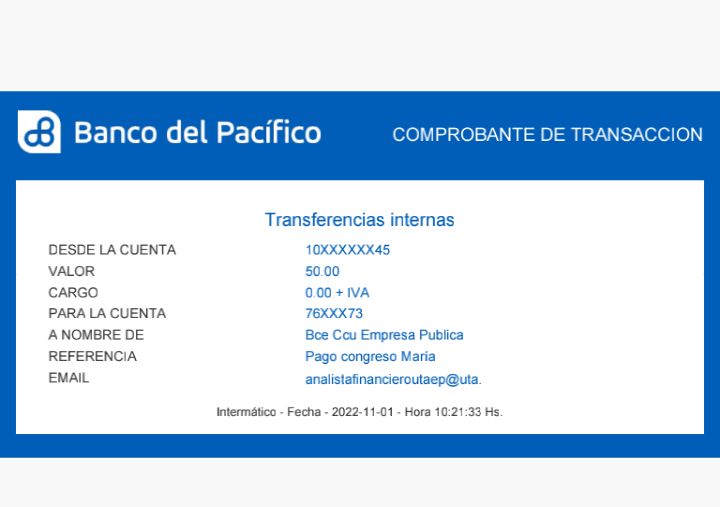 Banco del Pacífico
COMPROBANTE DE TRANSACCION
Transferencias internas
DESDE LA CUENTA 10XXXXXX45
VALOR 50.00
CARGO 0.00 + IVA
PARA LA CUENTA 76XXX73
A NOMBRE DE Bce Ccu Empresa Publica
REFERENCIA Pago congreso Maria
EMAIL analistafinancieroutaep@uta.
Intermático - Fecha - 2022-11-01 - Hora 10:21:33 Hs.